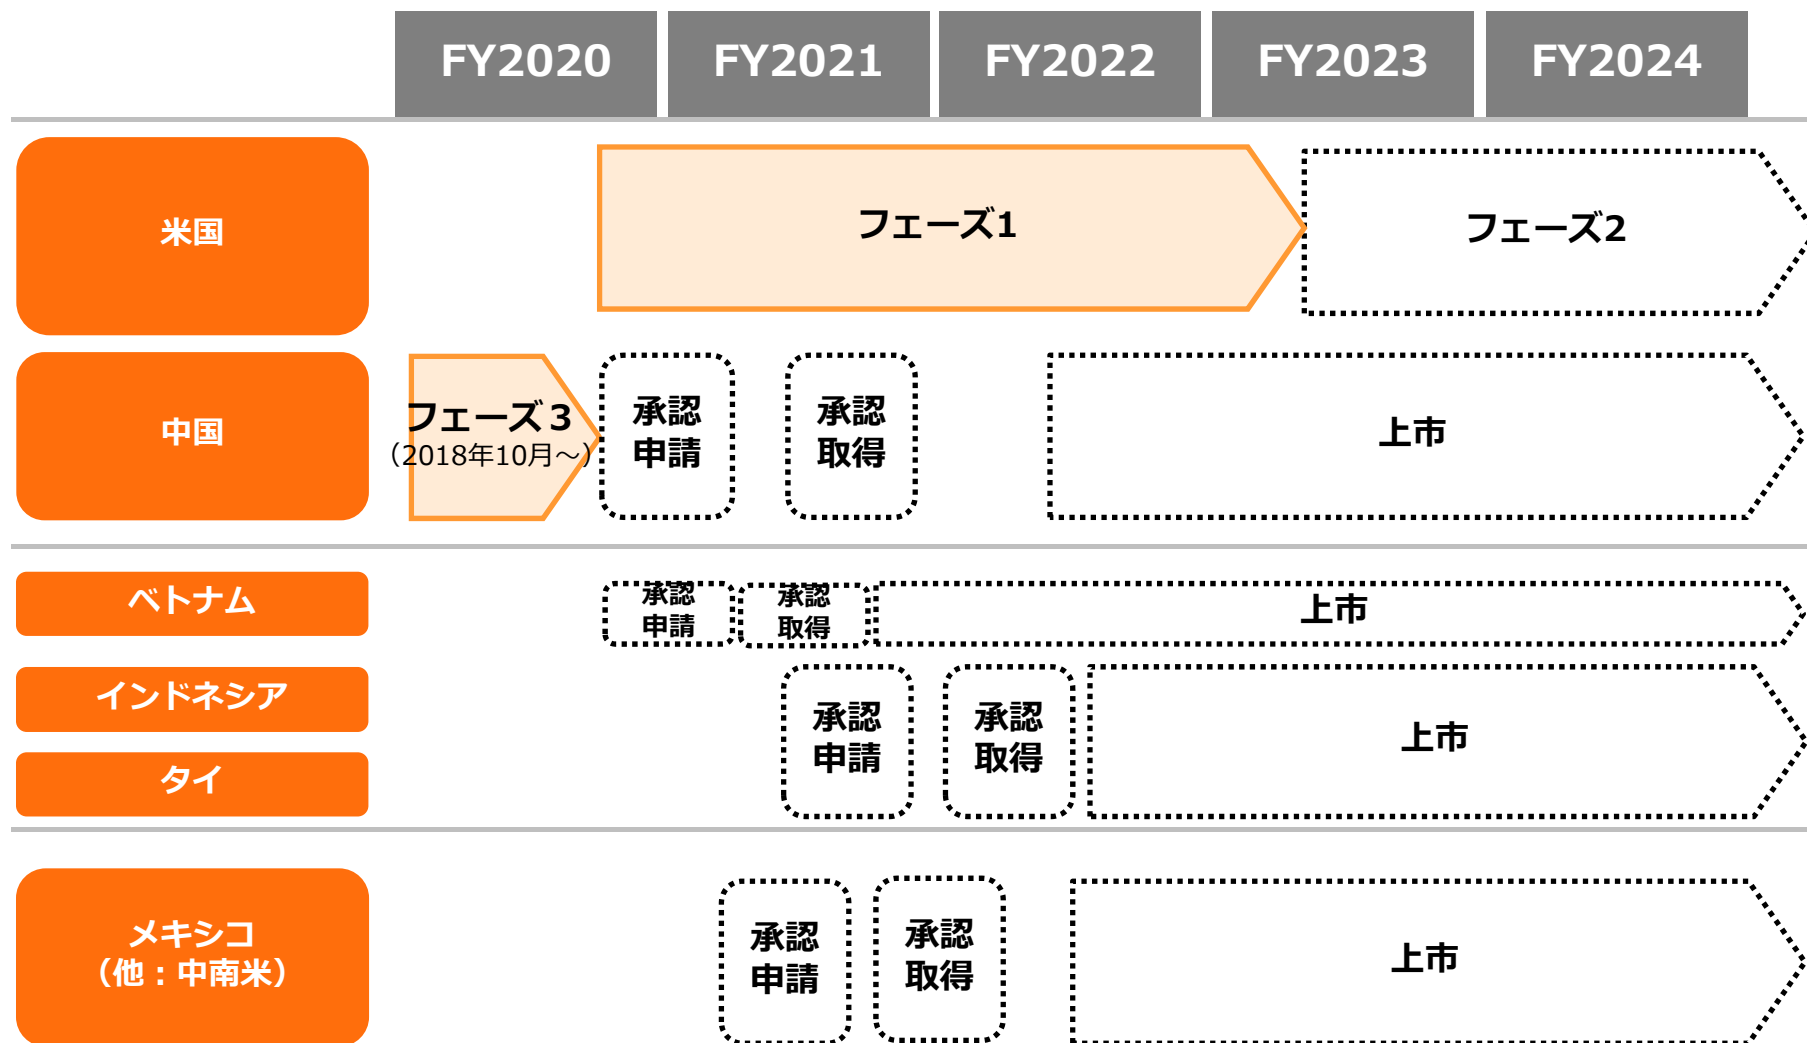 FY2020
FY2021
FY2022
FY2023
FY2024
米国
フェーズ1
フェーズ2
中国
フェーズ3
（2018年10月～）
承認
申請
承認
取得
上市
ベトナム
承認
申請
承認
取得
上市
インドネシア
タイ
承認
申請
承認
取得
上市
メキシコ
（他：中南米）
承認
申請
承認
取得
上市